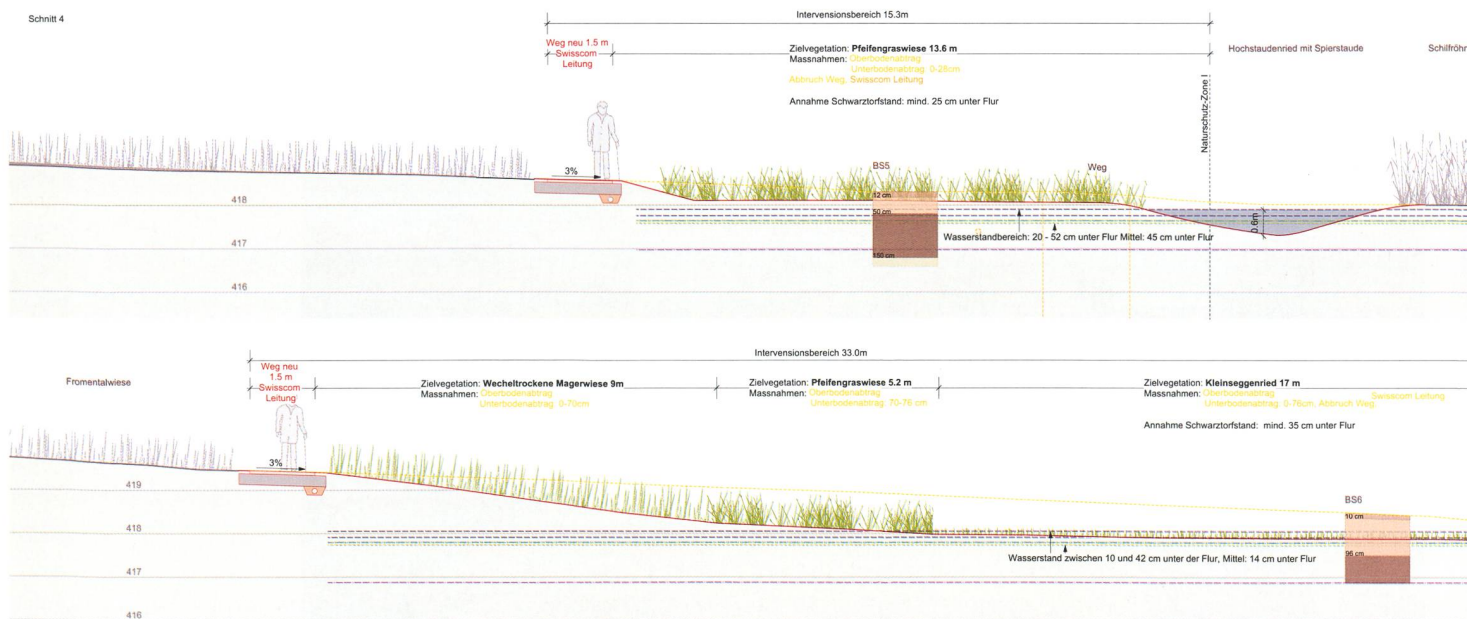 Schnitt 4
Intervensionsbereich 15.3m
Weg neu 1.5 m
Swisscom
Leitung
Zielvegetation: Pfeifengraswiese 13.6 m
Massnahmen: Oberbodenabtrag
Unterbodenabtrag. 0-28cm
Abbruch Weg. Swisscom Leitung
Annahme Schwarztorfstand: mind. 25 cm unter Flur
Naturschutz-Zone I
Hochstaudenried mit Spierstaude
Schilfröhr
3%
BS5
Weg
12 cm
50 cm
150 cm
0.6m
Wasserstandbereich: 20 - 52 cm unter Flur Mittel: 45 cm unter Flur
418
417
416
Intervensionsbereich 33.0m
Fromentalwiese
Weg neu
1.5 m
Swisscom
Leitung
Zielvegetation: Wecheltrockene Magerwiese 9m
Massnahmen: Oberbodenabtrag
Unterbodenabtrag: 0-70cm
Zielvegetation: Pfeifengraswiese 5.2 m
Massnahmen: Oberbodenabtrag
Unterbodenabtrag: 70-76 cm
Zielvegetation: Kleinseggenried 17 m
Massnahmen: Oberbodenabtrag
Unterbodenabtrag: 0-76cm, Abbruch Weg.
Swisscom Leitung
Annahme Schwarztorfstand: mind. 35 cm unter Flur
3%
BS6
10 cm
96 cm
Wasserstand zwischen 10 und 42 cm unter der Flur, Mittel: 14 cm unter Flur
419
418
417
416